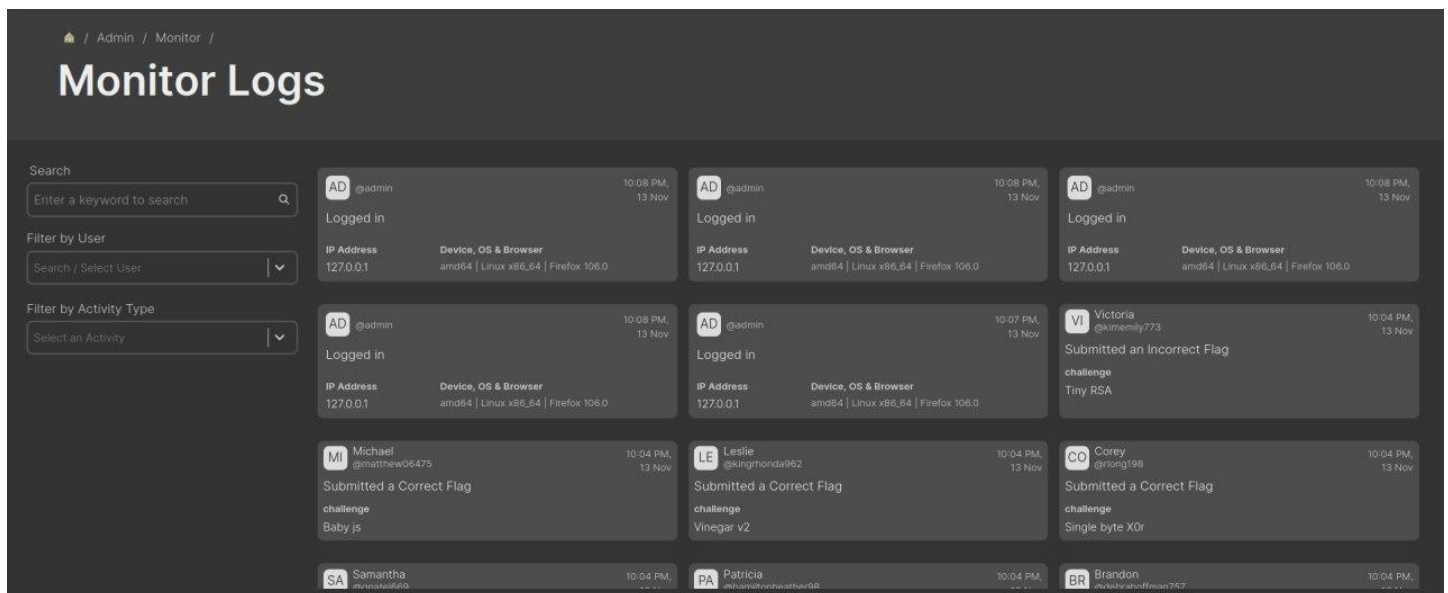 / Admin / Monitor /
Monitor Logs
Search
Enter a keyword to search
Filter by User
Search / Select User
Filter by Activity Type
Select an Activity
AD @admin 10:08 PM,
13 Nov
Logged in
IP Address Device, OS & Browser
127.0.0.1 amd64 | Linux x86_64 | Firefox 106.0
AD @admin 10:08 PM,
13 Nov
Logged in
IP Address Device, OS & Browser
127.0.0.1 amd64 | Linux x86_64 | Firefox 106.0
AD @admin 10:08 PM,
13 Nov
Logged in
IP Address Device, OS & Browser
127.0.0.1 amd64 | Linux x86_64 | Firefox 106.0
AD @admin 10:08 PM,
13 Nov
Logged in
IP Address Device, OS & Browser
127.0.0.1 amd64 | Linux x86_64 | Firefox 106.0
AD @admin 10:07 PM,
13 Nov
Logged in
IP Address Device, OS & Browser
127.0.0.1 amd64 | Linux x86_64 | Firefox 106.0
VI Victoria 10:04 PM,
@kimemily773 13 Nov
Submitted an Incorrect Flag
challenge
Tiny RSA
MI Michael 10:04 PM,
@matthew06475 13 Nov
Submitted a Correct Flag
challenge
Baby js
LE Leslie 10:04 PM,
@kingrhonda962 13 Nov
Submitted a Correct Flag
challenge
Vinegar v2
CO Corey 10:04 PM,
@rlong198 13 Nov
Submitted a Correct Flag
challenge
Single byte X0r
SA Samantha 10:04 PM,
PA Patricia 10:04 PM,
BR Brandon 10:04 PM,